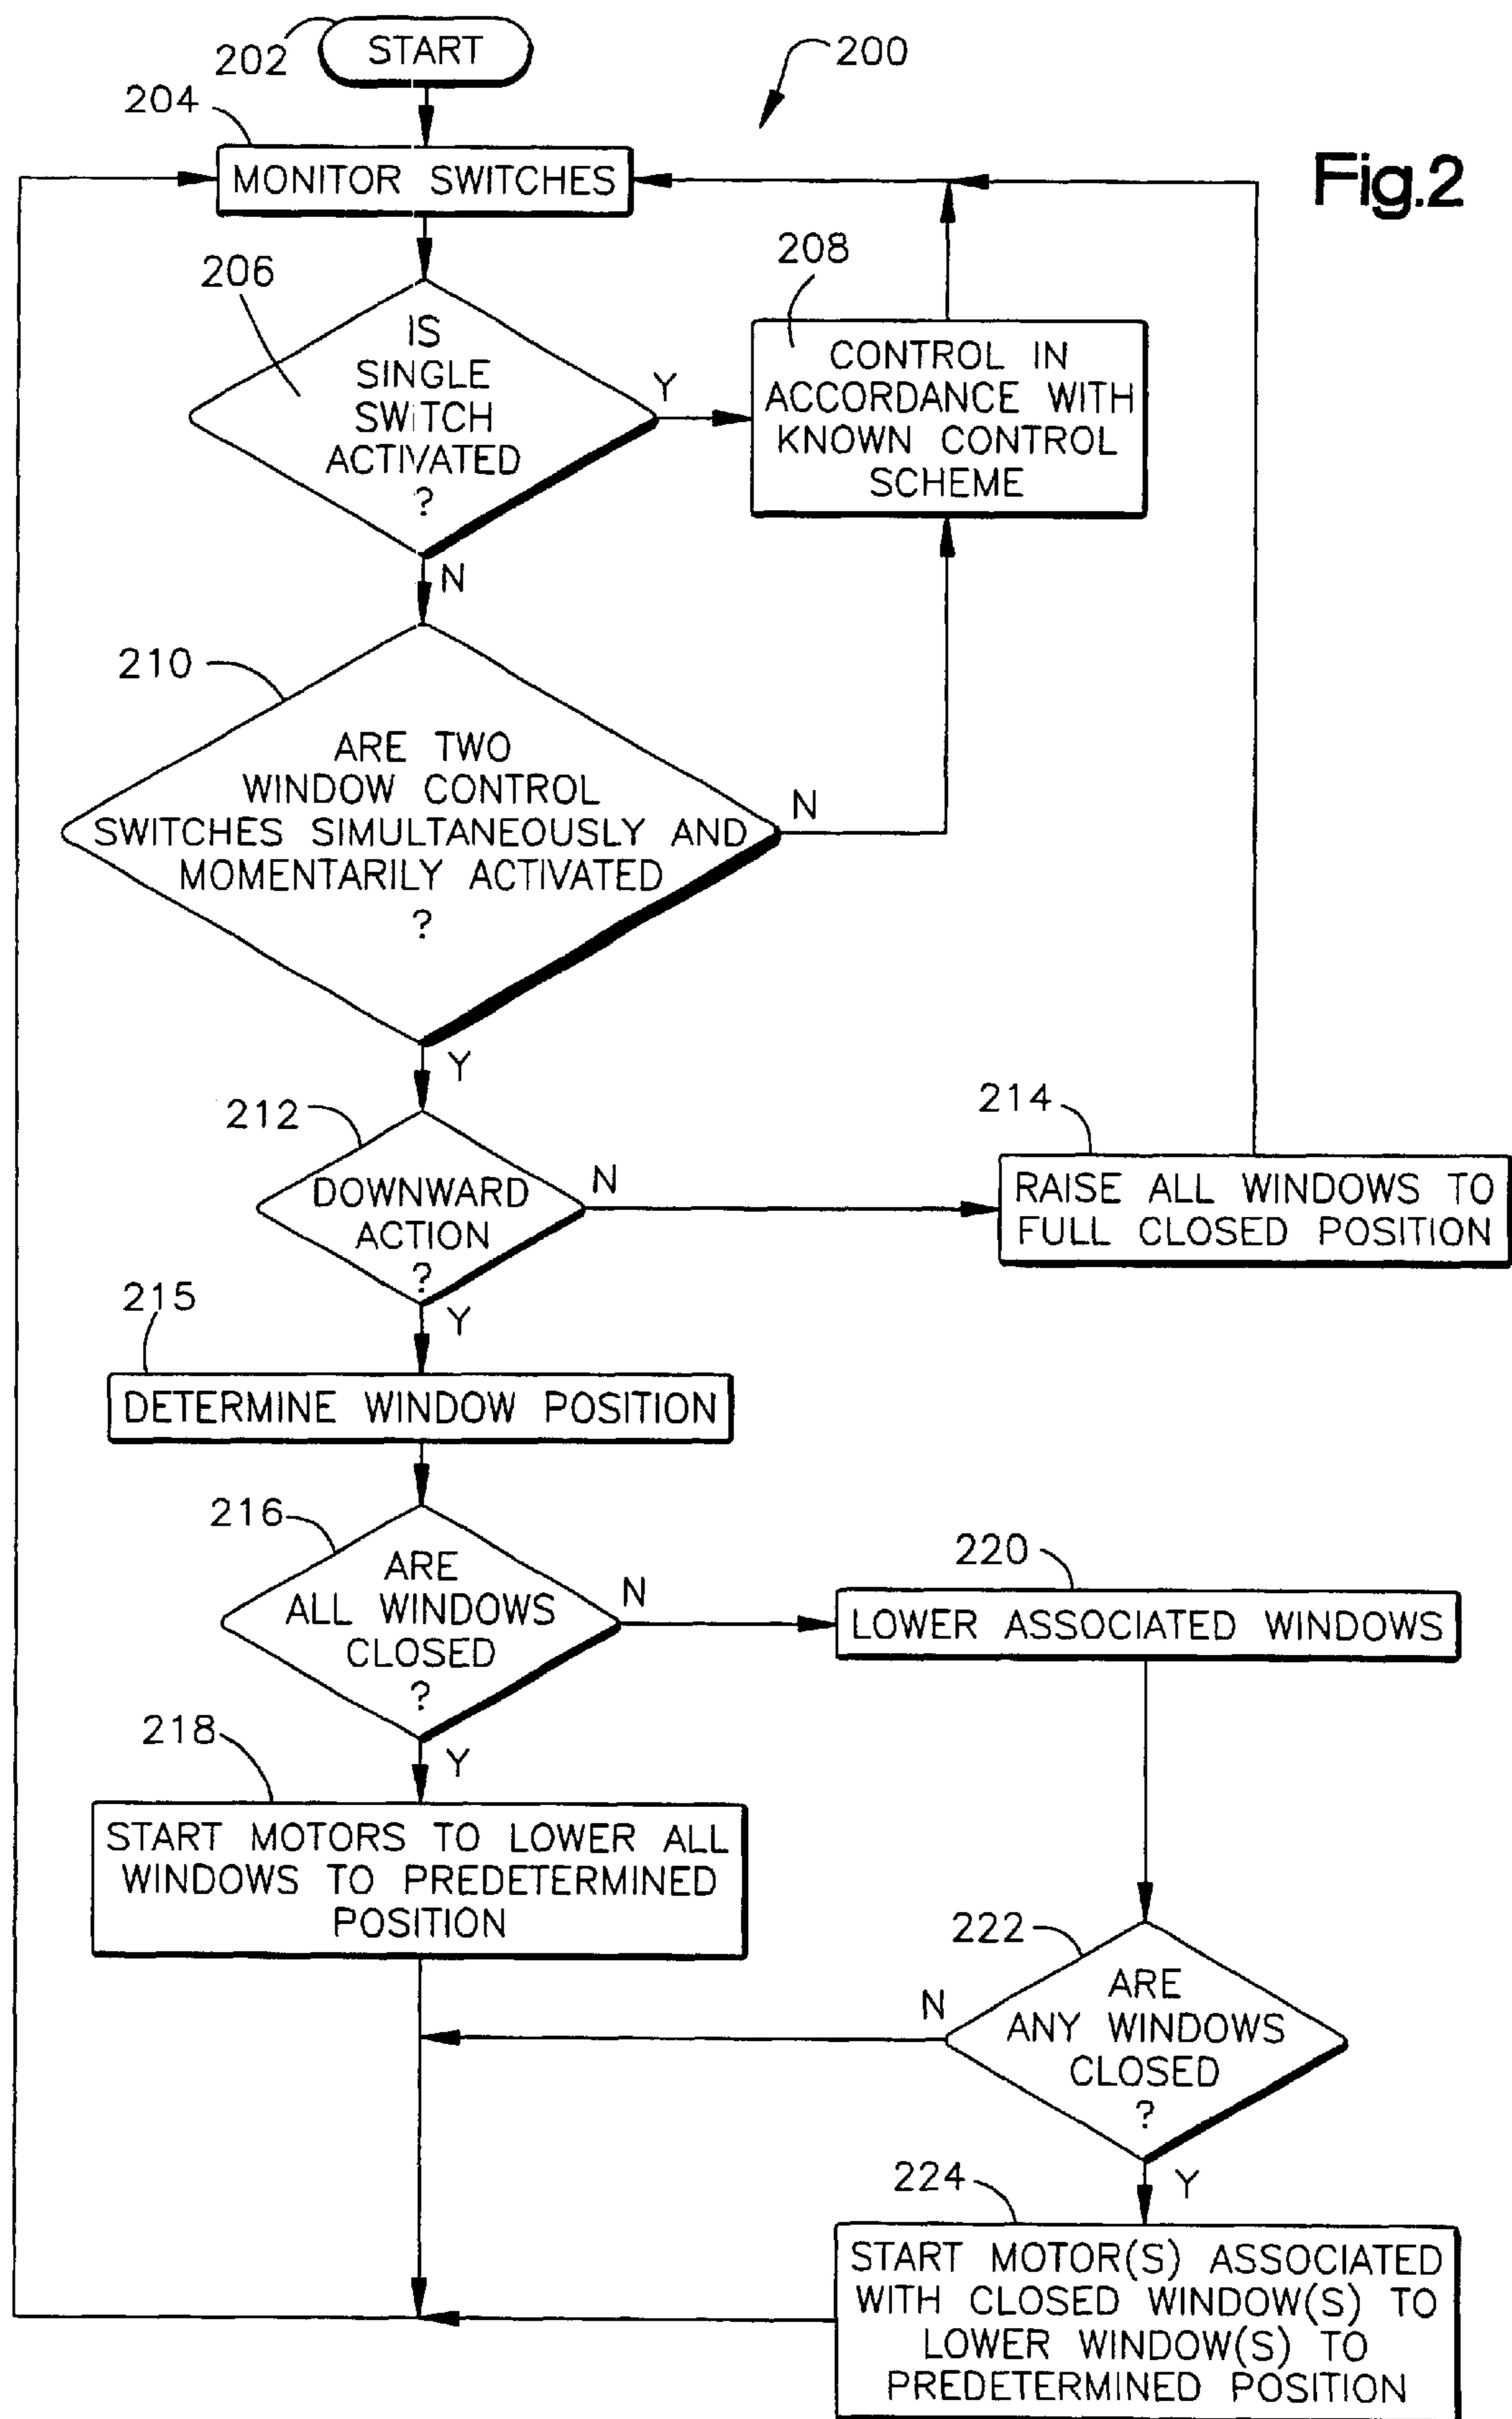 202
START
200
204
MONITOR SWITCHES
Fig.2
206
IS
SINGLE
SWITCH
ACTIVATED
?
Y
208
CONTROL IN
ACCORDANCE WITH
KNOWN CONTROL
SCHEME
N
210
ARE TWO
WINDOW CONTROL
SWITCHES SIMULTANEOUSLY AND
MOMENTARILY ACTIVATED
?
N
Y
212
DOWNWARD
ACTION
?
N
214
RAISE ALL WINDOWS TO
FULL CLOSED POSITION
Y
215
DETERMINE WINDOW POSITION
216
ARE
ALL WINDOWS
CLOSED
?
N
220
LOWER ASSOCIATED WINDOWS
Y
218
START MOTORS TO LOWER ALL
WINDOWS TO PREDETERMINED
POSITION
222
ARE
ANY WINDOWS
CLOSED
?
N
Y
224
START MOTOR(S) ASSOCIATED
WITH CLOSED WINDOW(S) TO
LOWER WINDOW(S) TO
PREDETERMINED POSITION